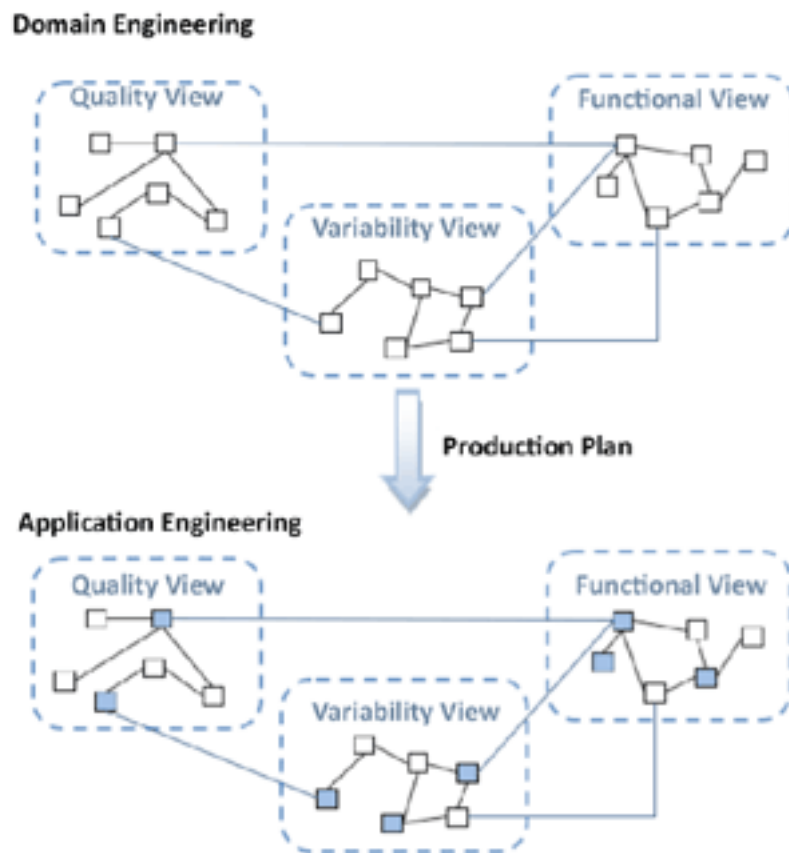 Domain Engineering
Quality View
Functional View
Variability View
Production Plan
Application Engineering
Quality View
Functional View
Variability View